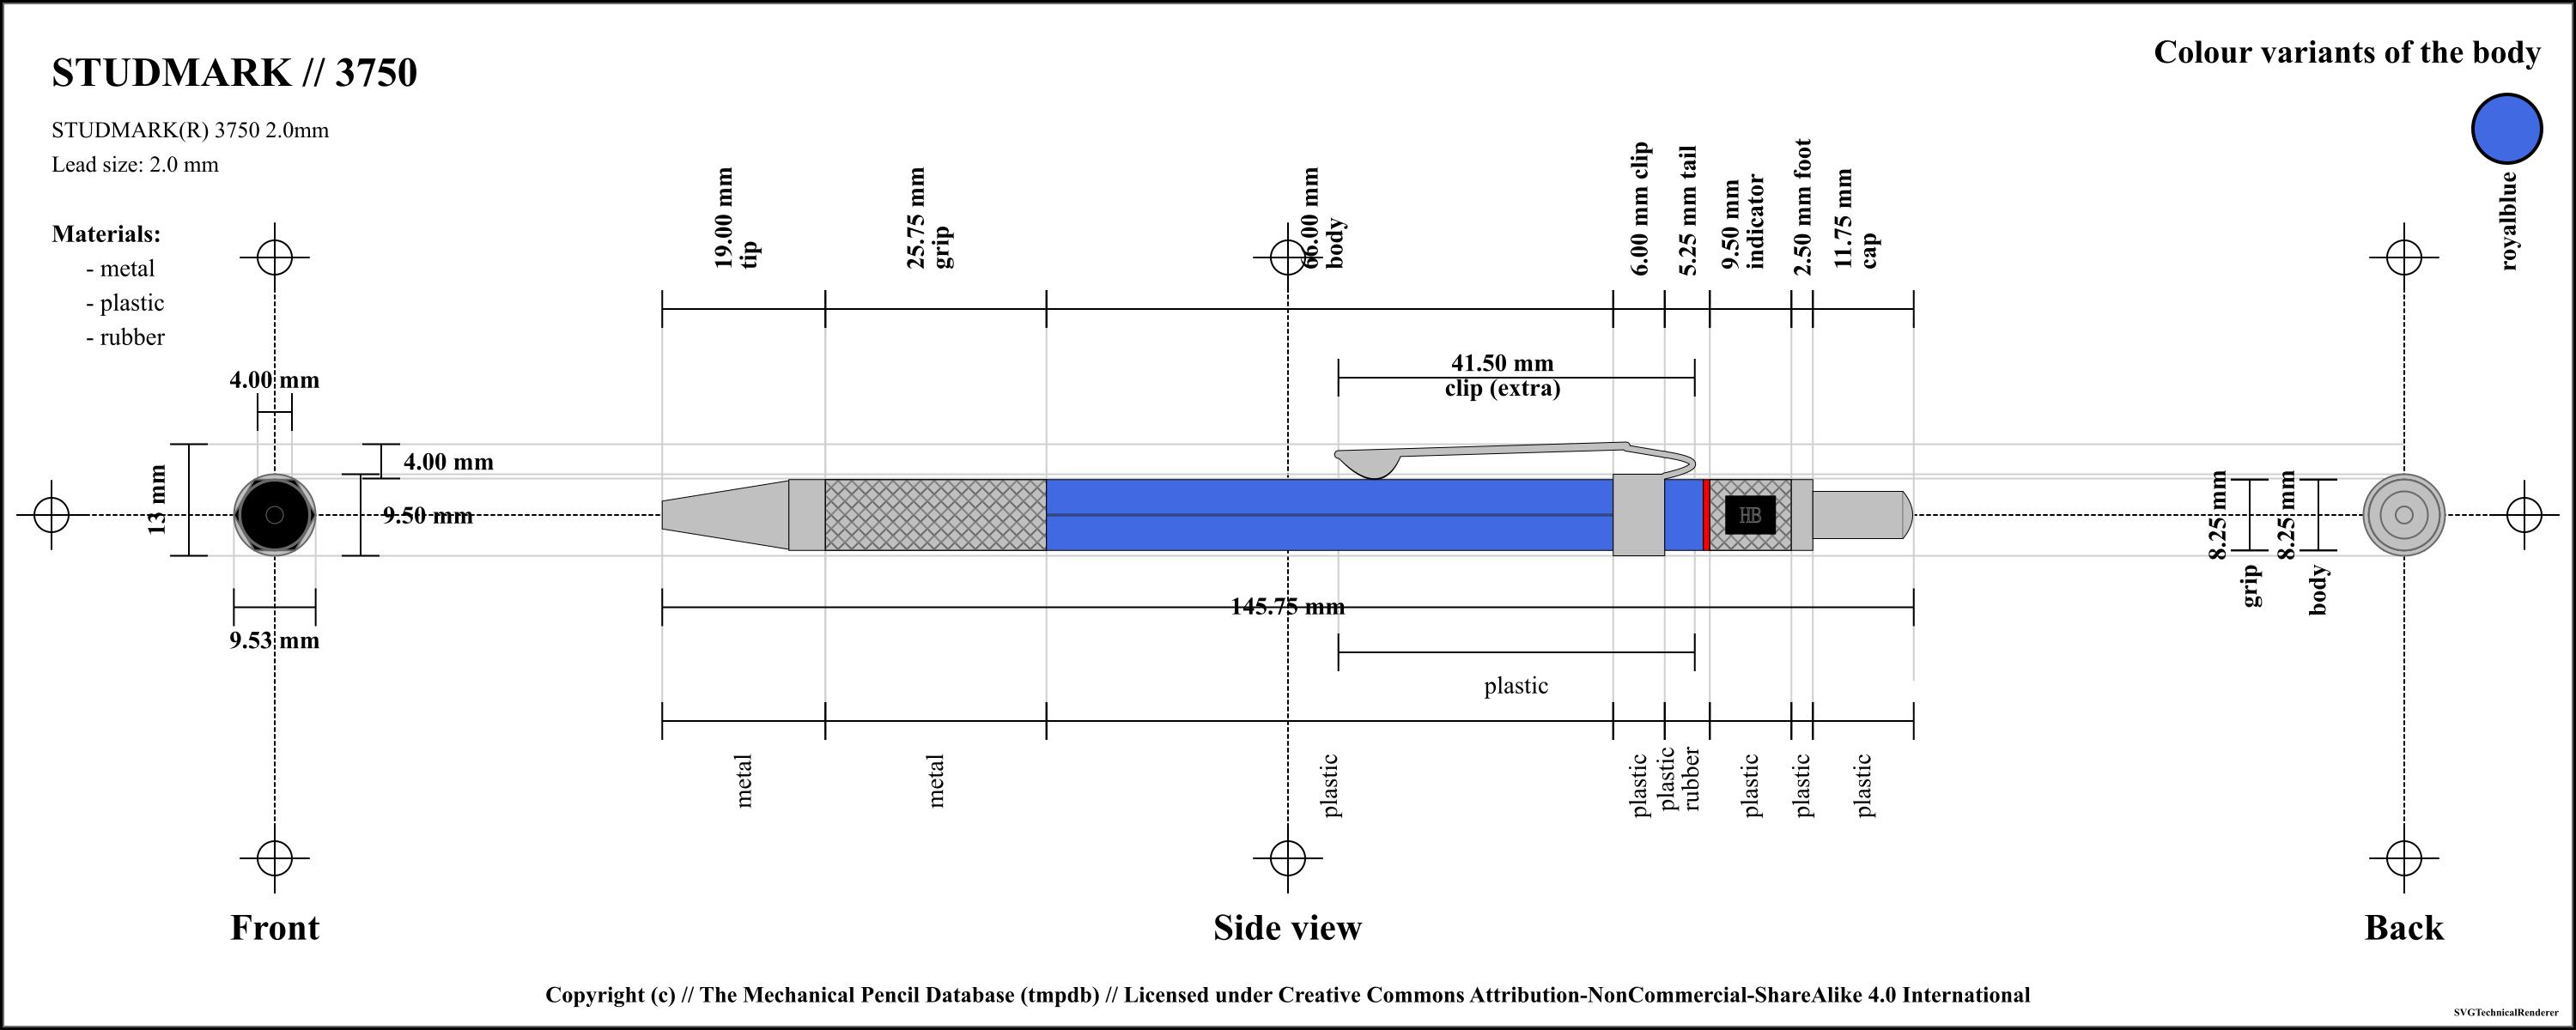 STUDMARK // 3750
Colour variants of the body
STUDMARK(R) 3750 2.0mm
Lead size: 2.0 mm
royalblue
Materials:
- metal
- plastic
- rubber
19.00 mm
tip
25.75 mm
grip
66.00 mm
body
6.00 mm clip
5.25 mm tail
9.50 mm
indicator
2.50 mm foot
11.75 mm
cap
41.50 mm
clip (extra)
4.00 mm
4.00 mm
13 mm
9.50 mm
9.53 mm
HB
8.25 mm
grip
8.25 mm
body
145.75 mm
plastic
metal
metal
plastic
plastic
plastic
rubber
plastic
plastic
plastic
Front
Side view
Back
Copyright (c) // The Mechanical Pencil Database (tmpdb) // Licensed under Creative Commons Attribution-NonCommercial-ShareAlike 4.0 International
SVGTechnicalRenderer